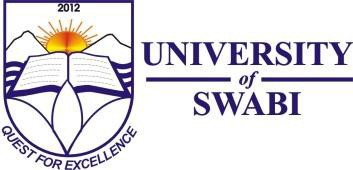 2012
QUEST FOR EXCELLENCE
UNIVERSITY
of
SWABI